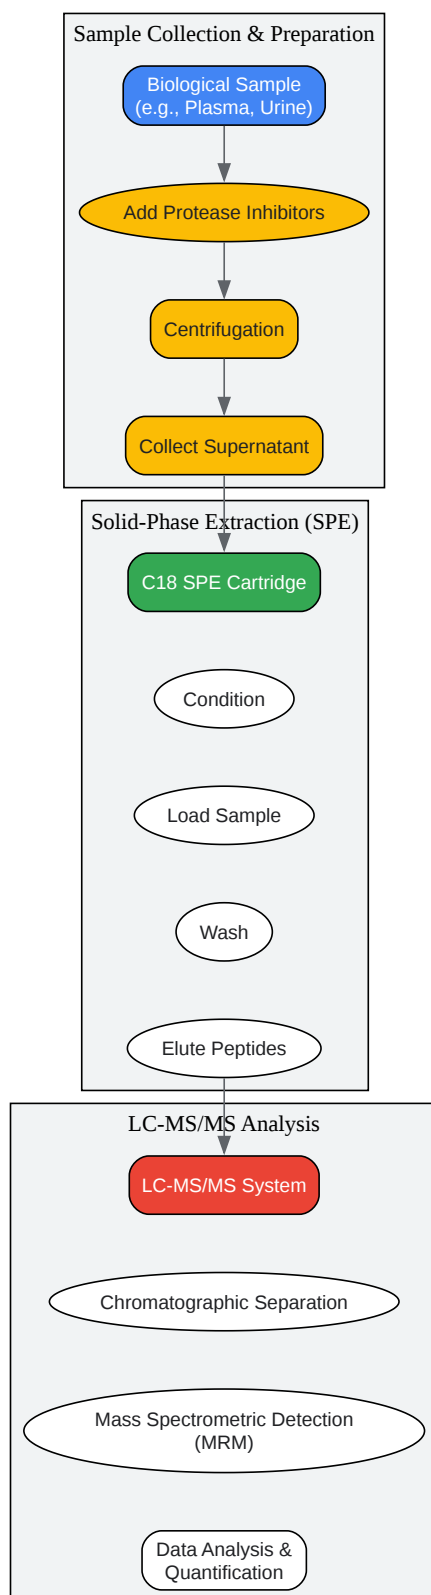 Sample Collection & Preparation
Biological Sample
(e.g., Plasma, Urine)
Add Protease Inhibitors
Centrifugation
Collect Supernatant
Solid-Phase Extraction (SPE)
C18 SPE Cartridge
Condition
Load Sample
Wash
Elute Peptides
LC-MS/MS Analysis
LC-MS/MS System
Chromatographic Separation
Mass Spectrometric Detection
(MRM)
Data Analysis &
Quantification